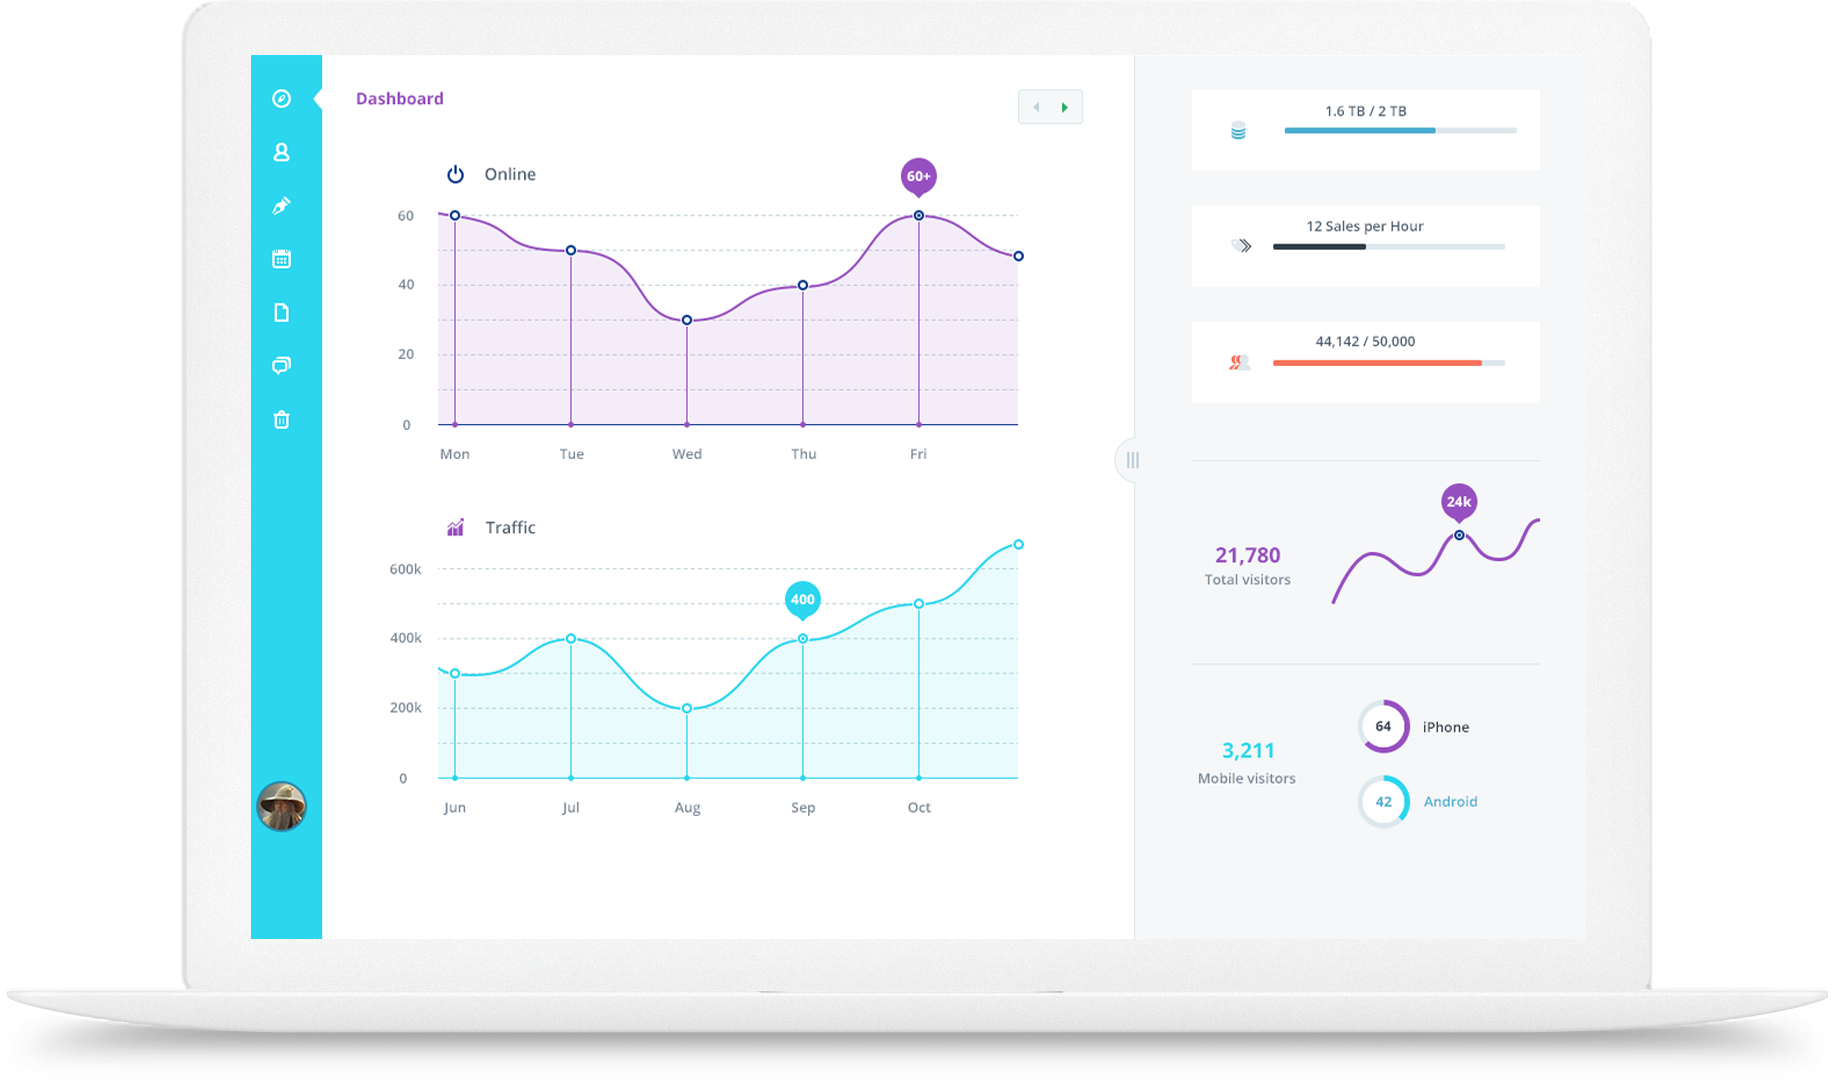 Dashboard
Online
60+
60
40
20
0
Mon Tue Wed Thu Fri
Traffic
600k
400
400k
200k
0
Jun Jul Aug Sep Oct
1.6 TB / 2 TB
12 Sales per Hour
44,142 / 50,000
24k
21,780
Total visitors
64 iPhone
3,211
Mobile visitors
42 Android